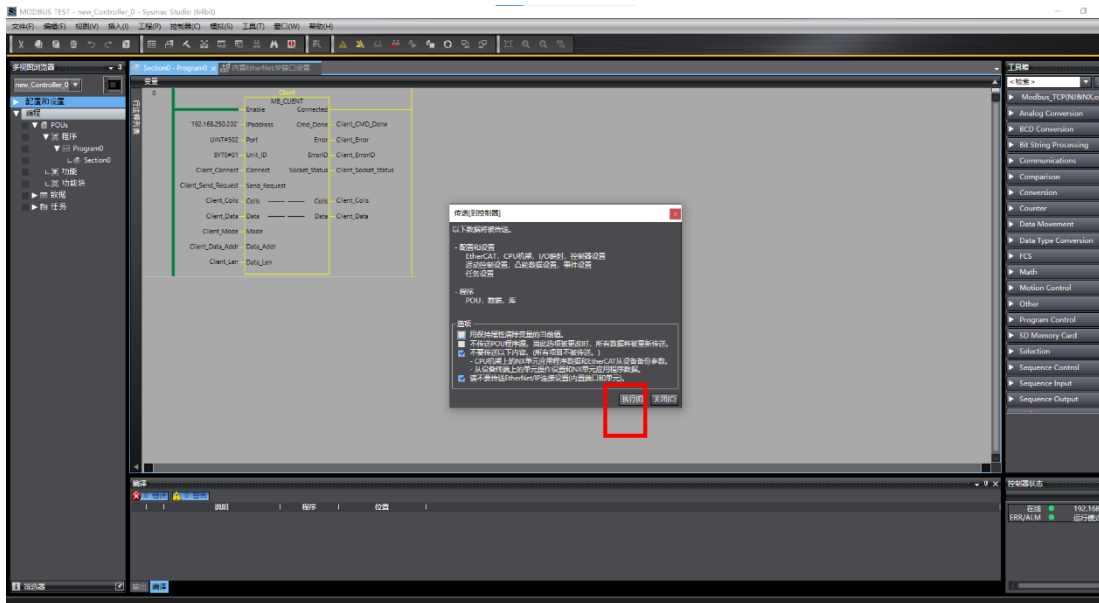 MODBUS TEST - new_Controller_0 - Sysmac Studio (64bit)
文件(F) 编辑(E) 视图(V) 插入(I) 工程(P) 控制器(C) 模拟(S) 工具(T) 窗口(W) 帮助(H)
多视图浏览器
new_Controller_0
配置和设置
编程
POUs
程序
Program0
Section0
功能
功能块
数据
任务
Section0 - Program0 内置EtherNet/IP端口设置
变量
0
Client
MB_CLIENT
Enable Connected
'192.168.250.202' IPaddress Cmd_Done Client_CMD_Done
UINT#502 Port Error Client_Error
BYTE#01 Unit_ID ErrorID Client_ErrorID
Client_Connect Connect Socket_Status Client_Socket_Status
Client_Send_Request Send_Request
Client_Coils Coils Coils Client_Coils
Client_Data Data Data Client_Data
Client_Mode Mode
Client_Data_Addr Data_Addr
Client_Len Data_Len
传送[到控制器]
以下数据将被传送。
- 配置和设置
EtherCAT，CPU机架，I/O映射，控制器设置
运动控制设置，凸轮数据设置，事件设置
任务设置
- 程序
POU，数据，库
选项
用保持属性清除变量的当前值。
不传送POU程序源。当此选项被更改时，所有数据将被重新传送。
不要传送以下内容。(所有项目不被传送。)
- CPU机架上的NX单元应用程序数据和EtherCAT从设备备份参数。
- 从设备终端上的单元操作设置和NX单元应用程序数据。
请不要传送EtherNet/IP连接设置(内置端口和单元)。
执行(E) 关闭(C)
工具箱
<检索>
Modbus_TCP(NJ&NX,o
Analog Conversion
BCD Conversion
Bit String Processing
Communications
Comparison
Conversion
Counter
Data Movement
Data Type Conversion
FCS
Math
Motion Control
Other
Program Control
SD Memory Card
Selection
Sequence Control
Sequence Input
Sequence Output
编译
0 错误 0 警告
说明 程序 位置
控制器状态
在线 192.168
ERR/ALM 运行模式
筛选器
输出 编译